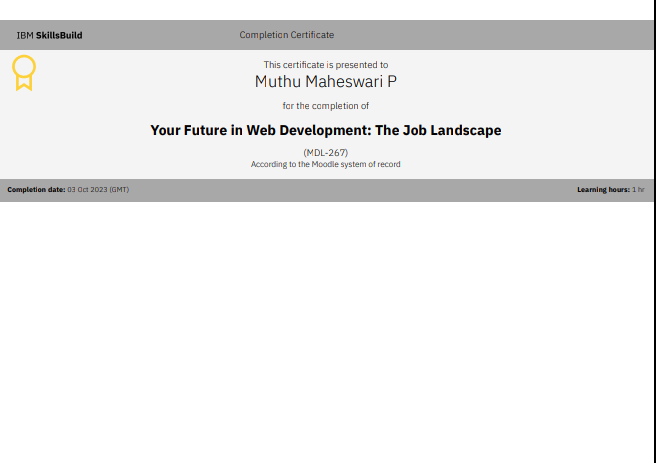 IBM SkillsBuild
Completion Certificate
This certificate is presented to
Muthu Maheswari P
for the completion of
Your Future in Web Development: The Job Landscape
(MDL-267)
According to the Moodle system of record
Completion date: 03 Oct 2023 (GMT)
Learning hours: 1 hr